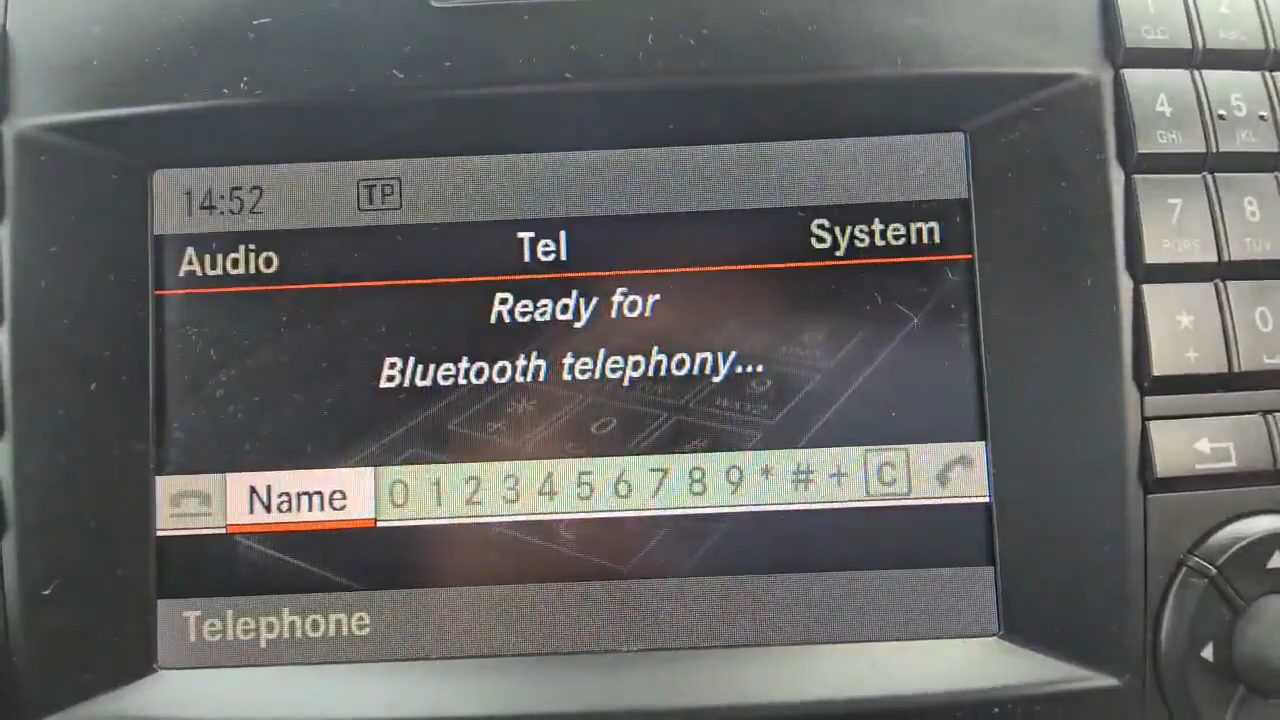 14:52 TP
Audio Tel System
Ready for
Bluetooth telephony...
Name 0 1 2 3 4 5 6 7 8 9 * # + C
Telephone
4 5
GHI JKL
7 8
PQRS TUV
* 0
+